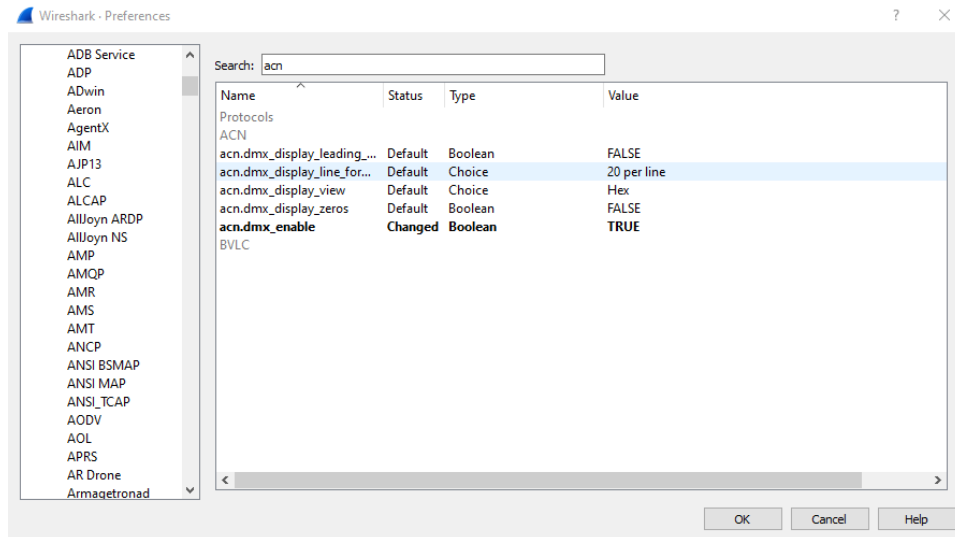 Wireshark · Preferences
?
ADB Service
ADP
ADwin
Aeron
AgentX
AIM
AJP13
ALC
ALCAP
AllJoyn ARDP
AllJoyn NS
AMP
AMQP
AMR
AMS
AMT
ANCP
ANSI BSMAP
ANSI MAP
ANSI_TCAP
AODV
AOL
APRS
AR Drone
Armagetronad
Search: acn
Name Status Type Value
Protocols
ACN
acn.dmx_display_leading_... Default Boolean FALSE
acn.dmx_display_line_for... Default Choice 20 per line
acn.dmx_display_view Default Choice Hex
acn.dmx_display_zeros Default Boolean FALSE
acn.dmx_enable Changed Boolean TRUE
BVLC
OK Cancel Help